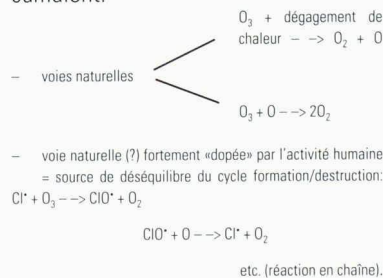 O₃ + dégagement de
chaleur – –> O₂ + O
– voies naturelles
O₃ + O – –> 2O₂
– voie naturelle (?) fortement «dopée» par l'activité humaine
= source de déséquilibre du cycle formation/destruction:
Cl• + O₃ – –> ClO• + O₂
ClO• + O – –> Cl• + O₂
etc. (réaction en chaîne).